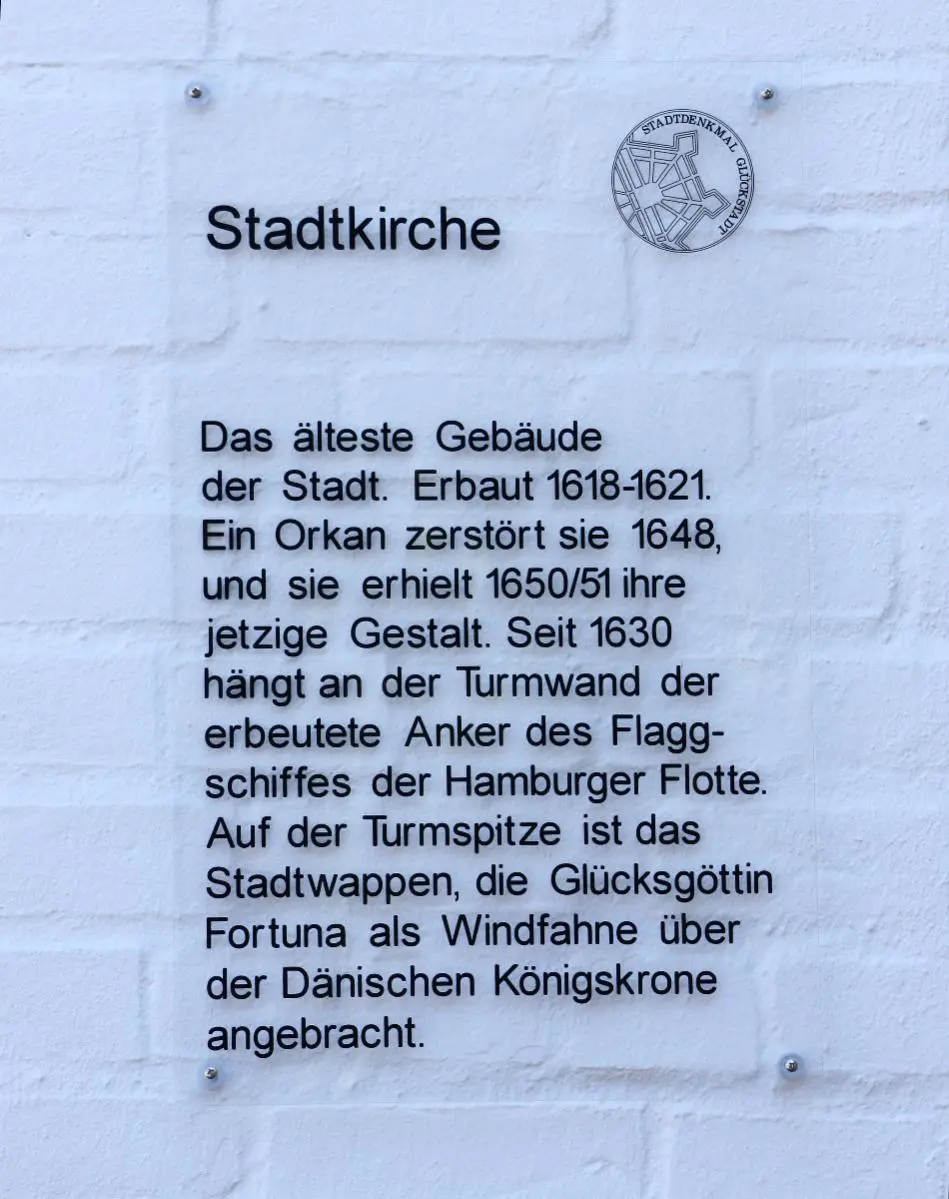 STADTDENKMAL GLÜCKSTADT
Stadtkirche
Das älteste Gebäude
der Stadt. Erbaut 1618-1621.
Ein Orkan zerstört sie 1648,
und sie erhielt 1650/51 ihre
jetzige Gestalt. Seit 1630
hängt an der Turmwand der
erbeutete Anker des Flagg-
schiffes der Hamburger Flotte.
Auf der Turmspitze ist das
Stadtwappen, die Glücksgöttin
Fortuna als Windfahne über
der Dänischen Königskrone
angebracht.